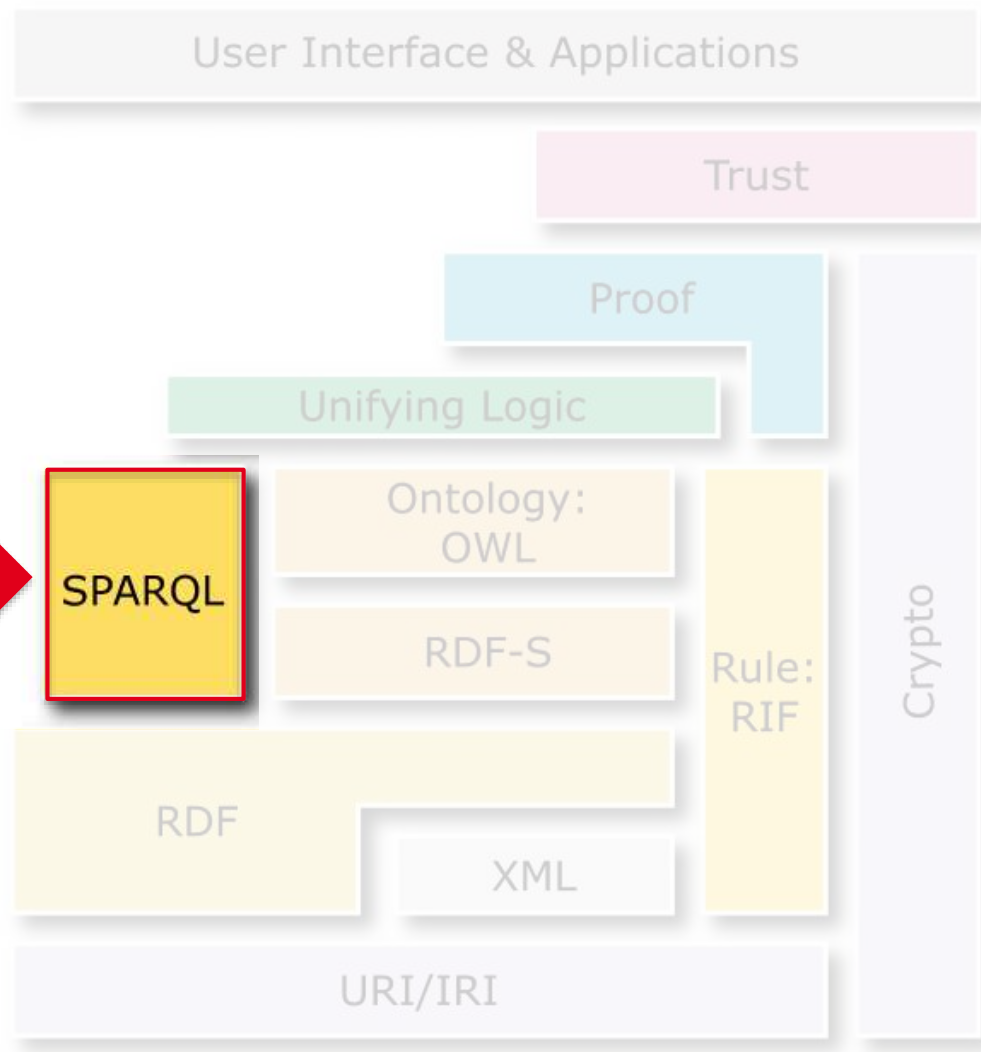 User Interface & Applications
Trust
Proof
Unifying Logic
SPARQL
Ontology:
OWL
RDF-S
Rule:
RIF
Crypto
RDF
XML
URI/IRI